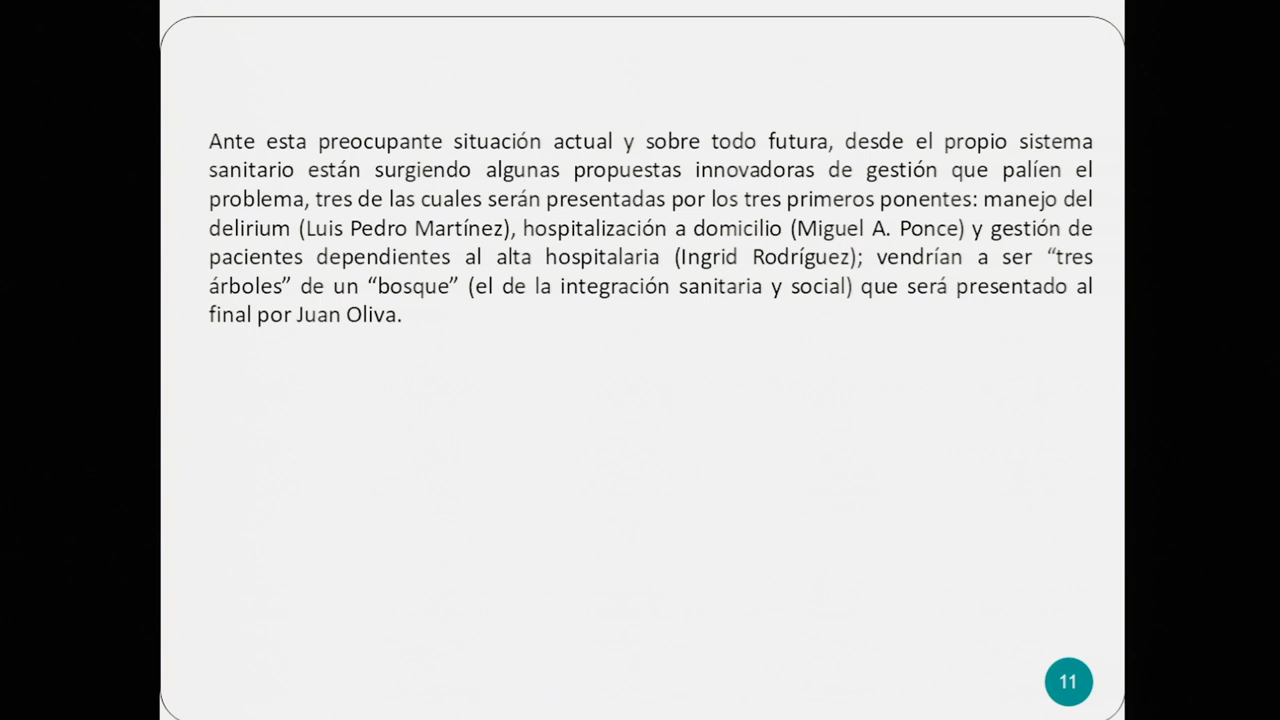 Ante esta preocupante situación actual y sobre todo futura, desde el propio sistema
sanitario están surgiendo algunas propuestas innovadoras de gestión que palíen el
problema, tres de las cuales serán presentadas por los tres primeros ponentes: manejo del
delirium (Luis Pedro Martínez), hospitalización a domicilio (Miguel A. Ponce) y gestión de
pacientes dependientes al alta hospitalaria (Ingrid Rodríguez); vendrían a ser “tres
árboles” de un “bosque” (el de la integración sanitaria y social) que será presentado al
final por Juan Oliva.
11